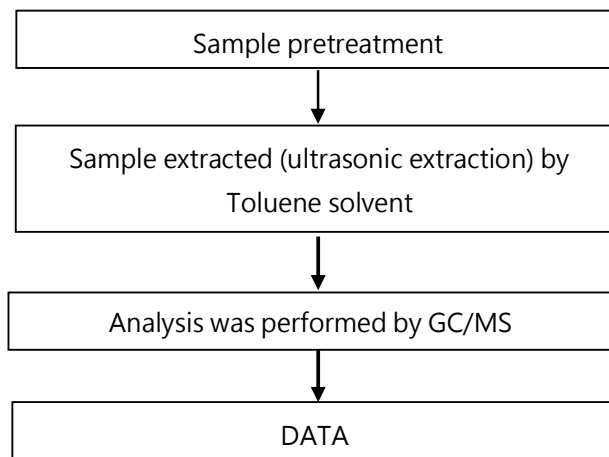 Sample pretreatment
Sample extracted (ultrasonic extraction) by
Toluene solvent
Analysis was performed by GC/MS
DATA